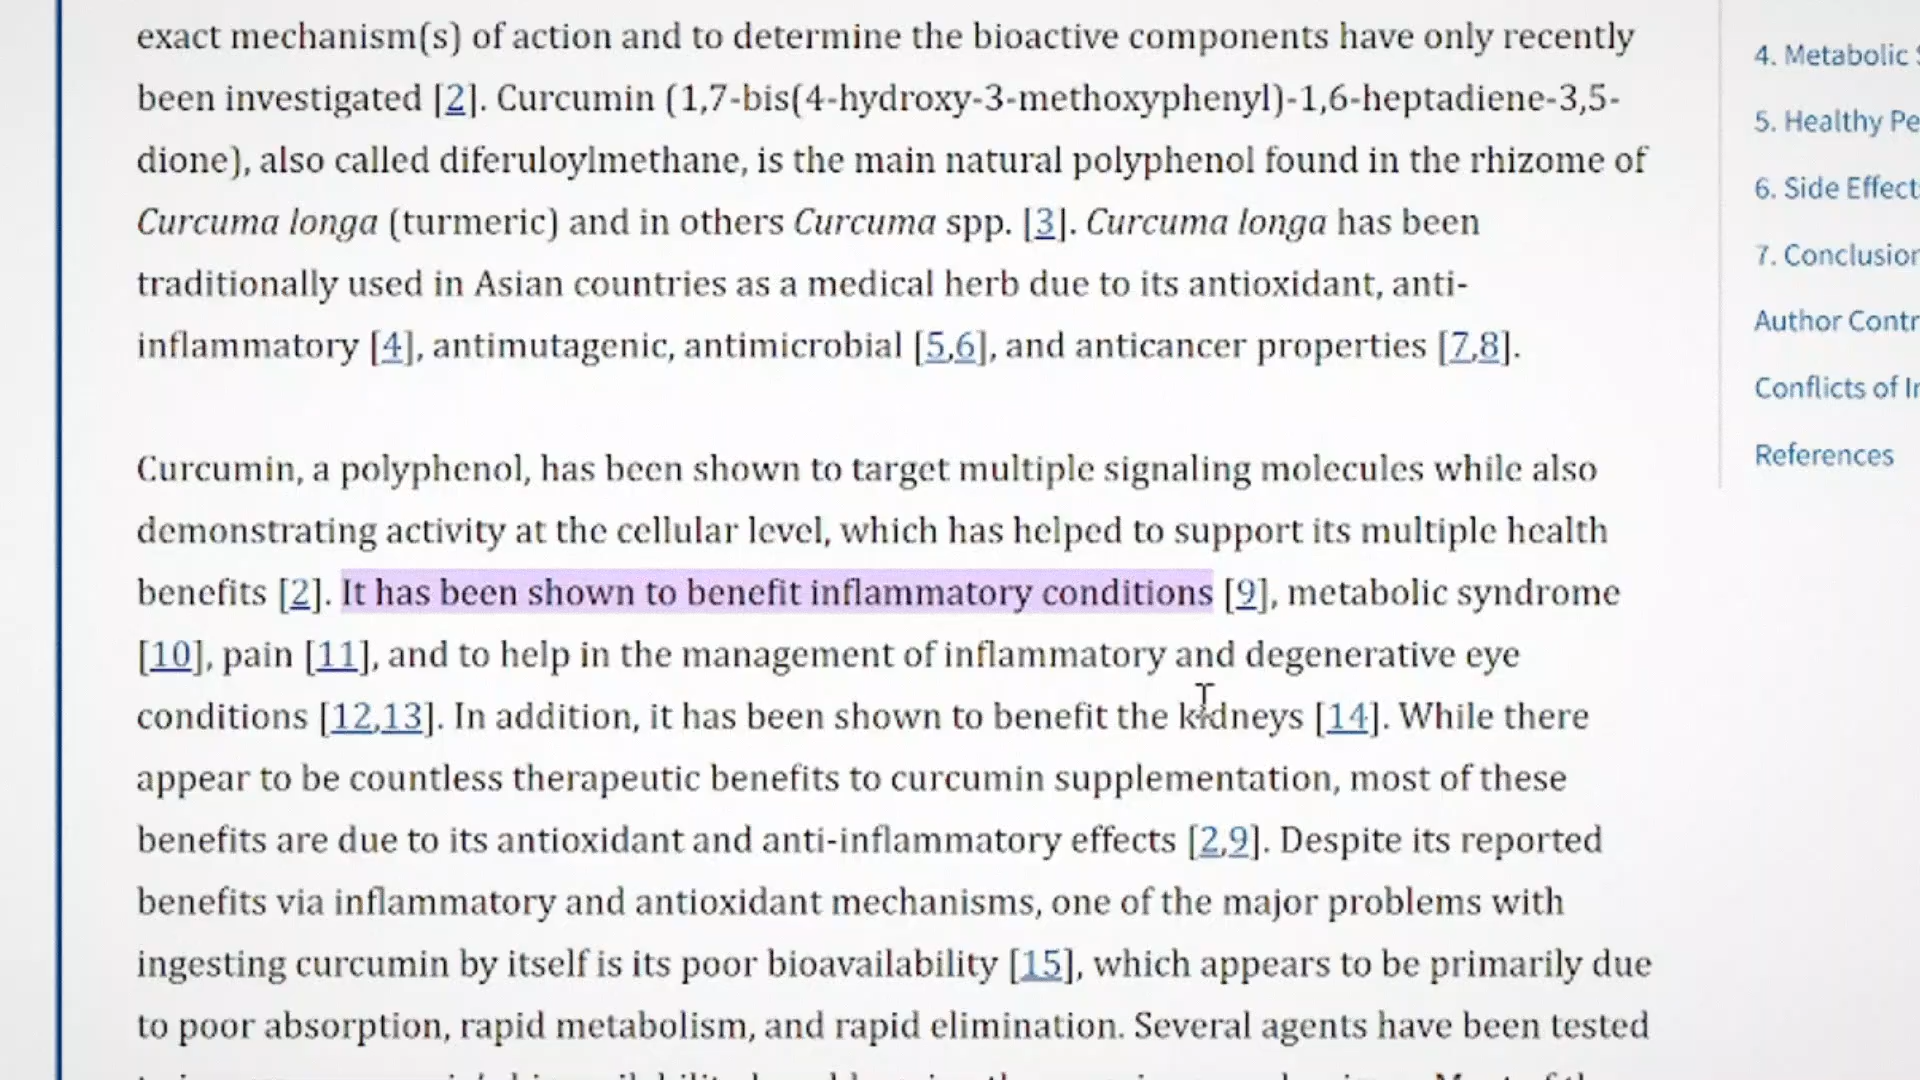 exact mechanism(s) of action and to determine the bioactive components have only recently
been investigated [2]. Curcumin (1,7-bis(4-hydroxy-3-methoxyphenyl)-1,6-heptadiene-3,5-
dione), also called diferuloylmethane, is the main natural polyphenol found in the rhizome of
Curcuma longa (turmeric) and in others Curcuma spp. [3]. Curcuma longa has been
traditionally used in Asian countries as a medical herb due to its antioxidant, anti-
inflammatory [4], antimutagenic, antimicrobial [5,6], and anticancer properties [7,8].
Curcumin, a polyphenol, has been shown to target multiple signaling molecules while also
demonstrating activity at the cellular level, which has helped to support its multiple health
benefits [2]. It has been shown to benefit inflammatory conditions [9], metabolic syndrome
[10], pain [11], and to help in the management of inflammatory and degenerative eye
conditions [12,13]. In addition, it has been shown to benefit the kidneys [14]. While there
appear to be countless therapeutic benefits to curcumin supplementation, most of these
benefits are due to its antioxidant and anti-inflammatory effects [2,9]. Despite its reported
benefits via inflammatory and antioxidant mechanisms, one of the major problems with
ingesting curcumin by itself is its poor bioavailability [15], which appears to be primarily due
to poor absorption, rapid metabolism, and rapid elimination. Several agents have been tested
4. Metabolic
5. Healthy Pe
6. Side Effect
7. Conclusion
Author Contr
Conflicts of In
References